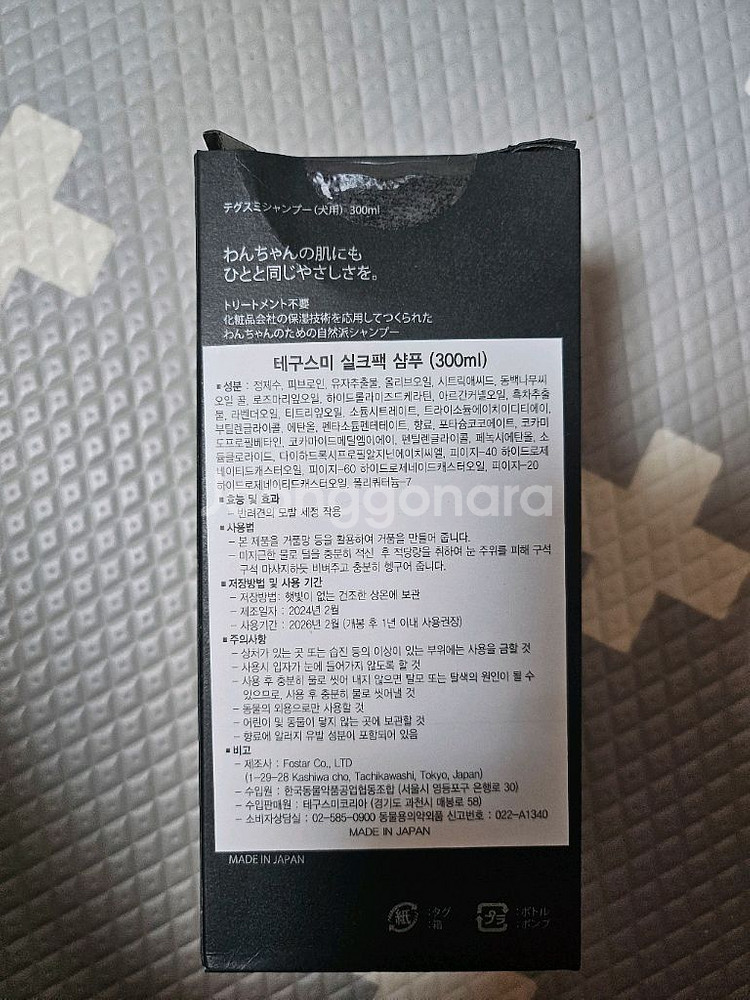 テグスミシャンプー(犬用) 300ml
わんちゃんの肌にも
ひとと同じやさしさを。
トリートメント不要
化粧品会社の保湿技術を応用してつくられた
わんちゃんのための自然派シャンプー
테구스미 실크팩 샴푸 (300ml)
■ 성분 : 정제수, 피브로인, 유자추출물, 올리브오일, 시트릭애씨드, 동백나무씨
오일 꼴, 로즈마리잎오일, 하이드롤라이즈드케라틴, 아르간커넬오일, 흑차추출
물, 라벤더오일, 티트리잎오일, 소듐시트레이트, 트라이소듐에이치이디티에이,
부틸렌글라이콜, 에탄올, 펜타소듐펜테테이트, 향료, 포타슘코코에이트, 코카미
도프로필베타인, 코카마이드메틸엠이에이, 펜틸렌글라이콜, 페녹시에탄올, 소
듐클로라이드, 다이하드록시프로필알지닌에이치씨엘, 피이지-40 하이드로제
네이티드캐스터오일, 피이지-60 하이드로제네이드캐스터오일, 피이지-20
하이드로제네이티드캐스터오일, 폴리쿼터늄-7
■ 효능 및 효과
- 반려견의 모발 세정 작용
■ 사용법
- 본 제품을 거품망 등을 활용하여 거품을 만들어 줍니다.
- 미지근한 물로 털을 충분히 적신 후 적당량을 취하여 눈 주위를 피해 구석
구석 마사지하듯 비벼주고 충분히 헹구어 줍니다.
■ 저장방법 및 사용 기간
- 저장방법: 햇빛이 없는 건조한 상온에 보관
- 제조일자 : 2024년 2월
- 사용기간 : 2026년 2월 (개봉 후 1년 이내 사용권장)
■ 주의사항
- 상처가 있는 곳 또는 습진 등의 이상이 있는 부위에는 사용을 금할 것
- 사용시 입자가 눈에 들어가지 않도록 할 것
- 사용 후 충분히 물로 씻어 내지 않으면 탈모 또는 탈색의 원인이 될 수
있으므로, 사용 후 충분히 물로 씻어낼 것
- 동물의 외용으로만 사용할 것
- 어린이 및 동물이 닿지 않는 곳에 보관할 것
- 향료에 알러지 유발 성분이 포함되어 있음
■ 비고
- 제조사 : Fostar Co., LTD
(1-29-28 Kashiwa cho, Tachikawashi, Tokyo, Japan)
- 수입원 : 한국동물약품공업협동조합 (서울시 영등포구 은행로 30)
- 수입판매원 : 테구스미코리아 (경기도 과천시 매봉로 58)
- 소비자상담실 : 02-585-0900 동물용의약외품 신고번호 : 022-A1340
MADE IN JAPAN
MADE IN JAPAN
紙 :タグ
:箱
プラ :ボトル
:ポンプ
Joonggonara